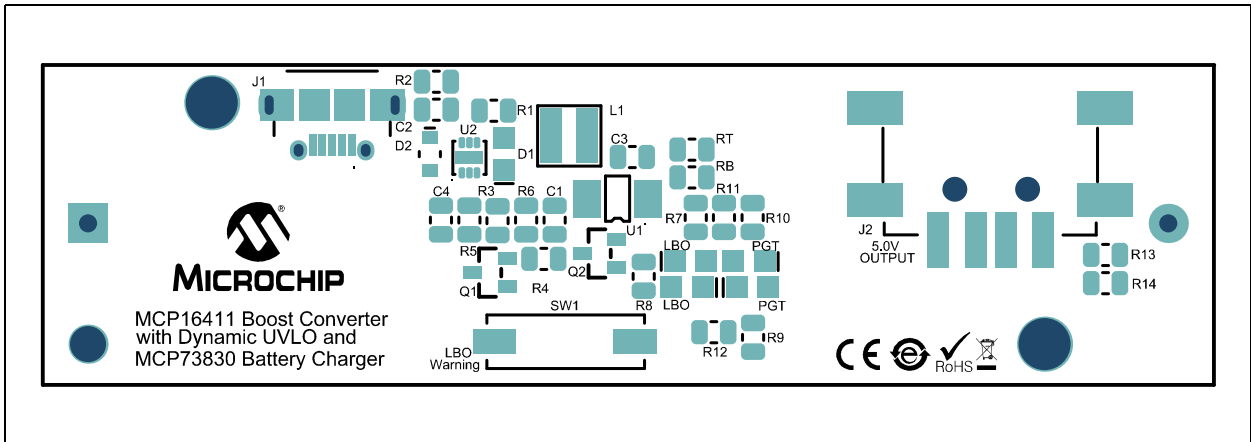 J1
R2
C2
D2
R1
U2
D1
L1
C3
RT
RB
R11
C4
R3
R6
C1
R7
R10
U1
J2
5.0V
OUTPUT
R5
Q1
R4
Q2
R8
LBO
PGT
LBO
PGT
R13
R14
®
MICROCHIP
MCP16411 Boost Converter
with Dynamic UVLO and
MCP73830 Battery Charger
SW1
LBO
Warning
R12
R9
CE
e
RoHS